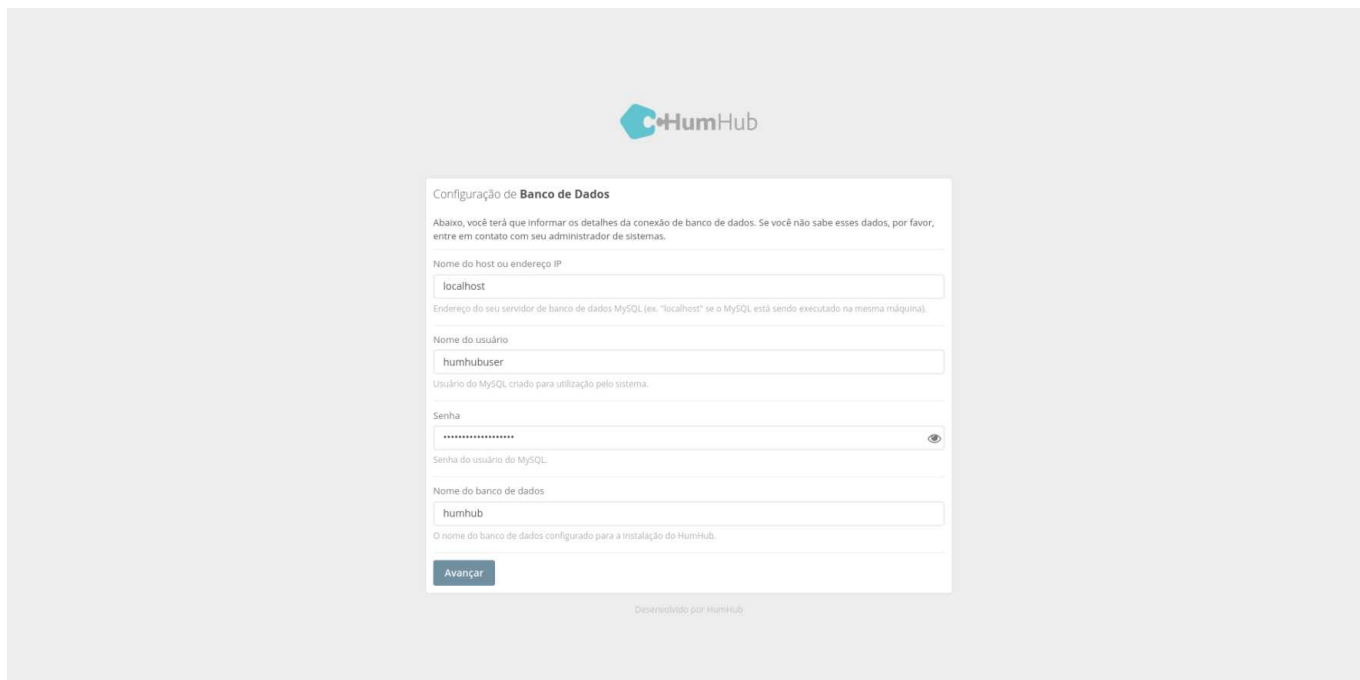 HumHub
Configuração de Banco de Dados
Abaixo, você terá que informar os detalhes da conexão de banco de dados. Se você não sabe esses dados, por favor,
entre em contato com seu administrador de sistemas.
Nome do host ou endereço IP
localhost
Endereço do seu servidor de banco de dados MySQL (ex. "localhost" se o MySQL está sendo executado na mesma máquina).
Nome do usuário
humhubuser
Usuário do MySQL criado para utilização pelo sistema.
Senha
•••••••••••••••••••
Senha do usuário do MySQL.
Nome do banco de dados
humhub
O nome do banco de dados configurado para a instalação do HumHub.
Avançar
Desenvolvido por HumHub